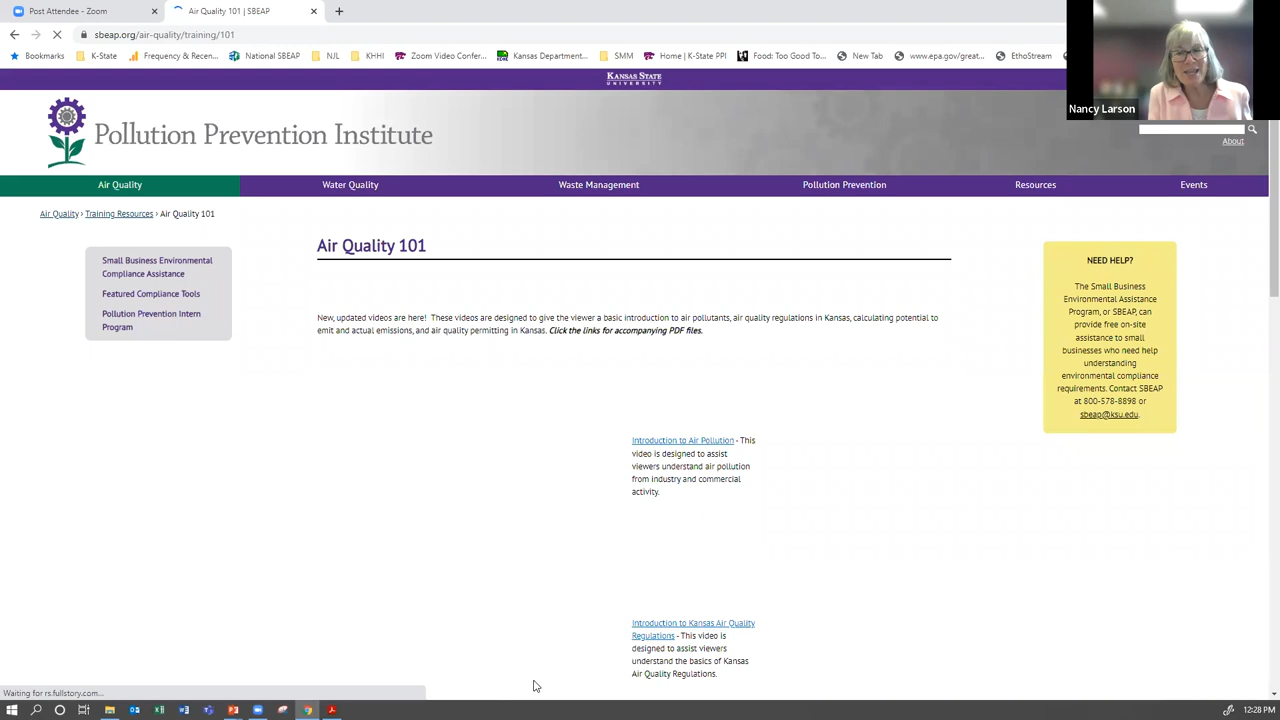 Post Attendee - Zoom
Air Quality 101 | SBEAP
sbeap.org/air-quality/training/101
Bookmarks
K-State
Frequency & Recen...
National SBEAP
NJL
KHHI
Zoom Video Confer...
Kansas Department...
SMM
Home | K-State PPI
Food: Too Good To...
New Tab
www.epa.gov/great...
EthoStream
Nancy Larson
KANSAS STATE
UNIVERSITY
Pollution Prevention Institute
About
Air Quality
Water Quality
Waste Management
Pollution Prevention
Resources
Events
Air Quality › Training Resources › Air Quality 101
Small Business Environmental
Compliance Assistance
Featured Compliance Tools
Pollution Prevention Intern
Program
Air Quality 101
New, updated videos are here! These videos are designed to give the viewer a basic introduction to air pollutants, air quality regulations in Kansas, calculating potential to
emit and actual emissions, and air quality permitting in Kansas. Click the links for accompanying PDF files.
Introduction to Air Pollution - This
video is designed to assist
viewers understand air pollution
from industry and commercial
activity.
Introduction to Kansas Air Quality
Regulations - This video is
designed to assist viewers
understand the basics of Kansas
Air Quality Regulations.
NEED HELP?
The Small Business
Environmental Assistance
Program, or SBEAP, can
provide free on-site
assistance to small
businesses who need help
understanding
environmental compliance
requirements. Contact SBEAP
at 800-578-8898 or
sbeap@ksu.edu.
Waiting for rs.fullstory.com...
12:28 PM